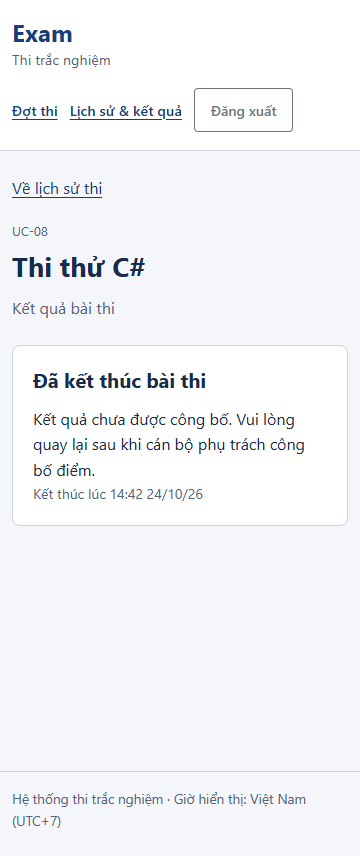 Exam
Thi trắc nghiệm
Đợt thi
Lịch sử & kết quả
Đăng xuất
Về lịch sử thi
UC-08
Thi thử C#
Kết quả bài thi
Đã kết thúc bài thi
Kết quả chưa được công bố. Vui lòng
quay lại sau khi cán bộ phụ trách công
bố điểm.
Kết thúc lúc 14:42 24/10/26
Hệ thống thi trắc nghiệm · Giờ hiển thị: Việt Nam
(UTC+7)